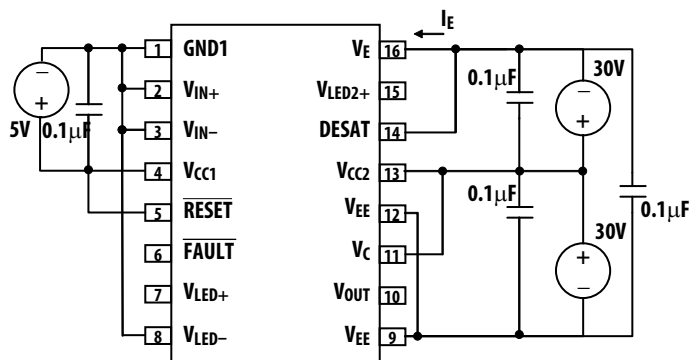 I_E
1 GND1
2 V_IN+
3 V_IN−
4 V_CC1
5 RESET
6 FAULT
7 V_LED+
8 V_LED−
V_E 16
V_LED2+ 15
DESAT 14
V_CC2 13
V_EE 12
V_C 11
V_OUT 10
V_EE 9
−
+
5V
0.1μF
0.1μF
30V
−
+
0.1μF
30V
+
−
0.1μF